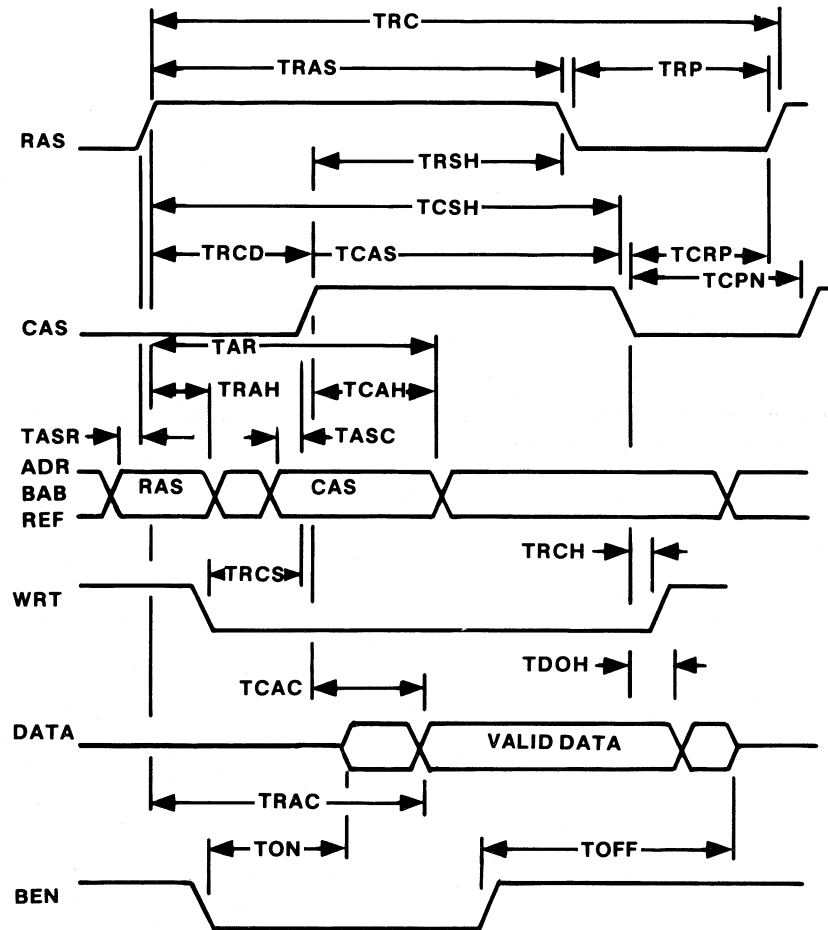 TRC
TRAS TRP
RAS
TRSH
TCSH
TRCD TCAS TCRP
TCPN
CAS
TAR
TRAH TCAH
TASR TASC
ADR
BAB RAS CAS
REF
TRCH
TRCS
WRT
TDOH
TCAC
DATA VALID DATA
TRAC
TON TOFF
BEN